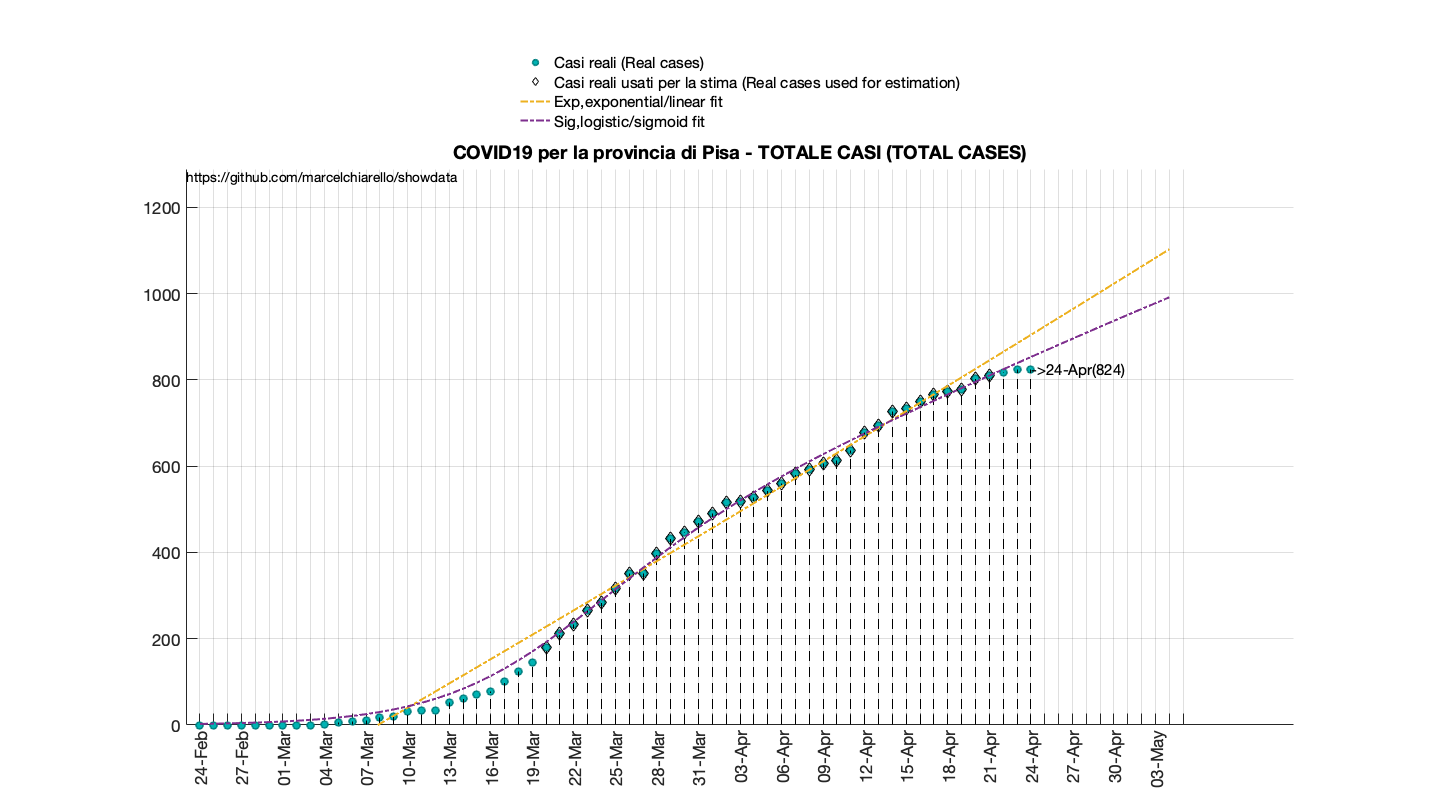 Casi reali (Real cases)
Casi reali usati per la stima (Real cases used for estimation)
Exp,exponential/linear fit
Sig,logistic/sigmoid fit
COVID19 per la provincia di Pisa - TOTALE CASI (TOTAL CASES)
https://github.com/marcelchiarello/showdata
1200
1000
800
600
400
200
0
->24-Apr(824)
24-Feb
27-Feb
01-Mar
04-Mar
07-Mar
10-Mar
13-Mar
16-Mar
19-Mar
22-Mar
25-Mar
28-Mar
31-Mar
03-Apr
06-Apr
09-Apr
12-Apr
15-Apr
18-Apr
21-Apr
24-Apr
27-Apr
30-Apr
03-May